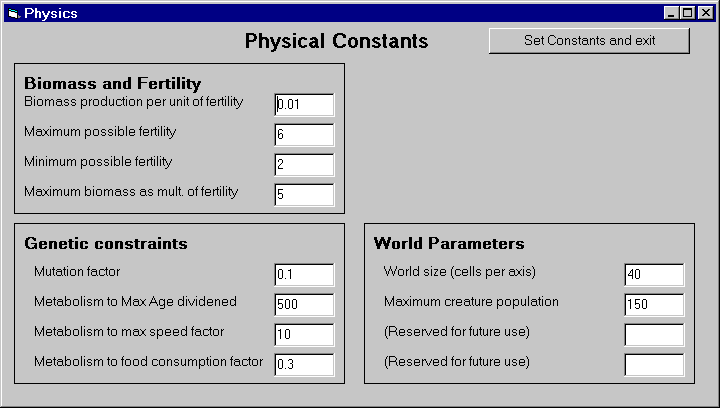 Physics
Physical Constants
Set Constants and exit
Biomass and Fertility
Biomass production per unit of fertility
0.01
Maximum possible fertility
6
Minimum possible fertility
2
Maximum biomass as mult. of fertility
5
Genetic constraints
Mutation factor
0.1
Metabolism to Max Age dividened
500
Metabolism to max speed factor
10
Metabolism to food consumption factor
0.3
World Parameters
World size (cells per axis)
40
Maximum creature population
150
(Reserved for future use)
(Reserved for future use)